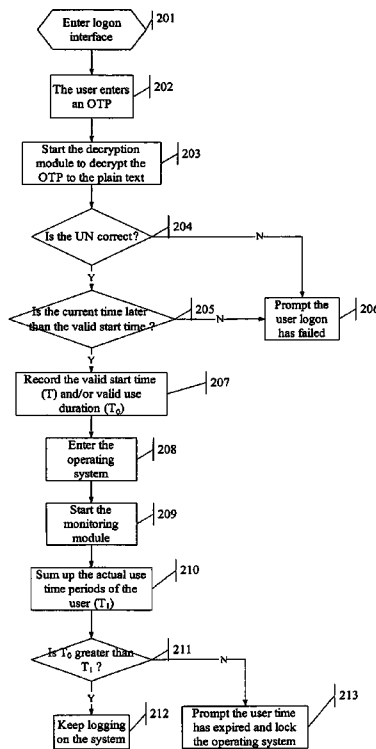 Enter logon
interface
201
The user enters
an OTP
202
Start the decryption
module to decrypt the
OTP to the plain text
203
Is the UN correct?
204
N
Y
Is the current time later
than the valid start time ?
205
N
Prompt the
user logon
has failed
206
Y
Record the valid start time
(T) and/or valid use
duration (T₀)
207
Enter the
operating
system
208
Start the
monitoring
module
209
Sum up the actual use
time periods of the
user (T₁)
210
Is T₀ greater than
T₁ ?
211
N
Y
Keep logging
on the system
212
Prompt the user time
has expired and lock
the operating system
213